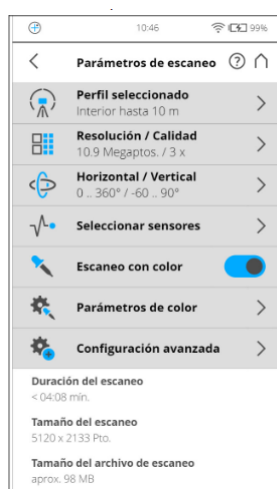 10:46 99%
Parámetros de escaneo
Perfil seleccionado
Interior hasta 10 m
Resolución / Calidad
10.9 Megaptos. / 3 x
Horizontal / Vertical
0 .. 360° / -60 .. 90°
Seleccionar sensores
Escaneo con color
Parámetros de color
Configuración avanzada
Duración del escaneo
< 04:08 min.
Tamaño del escaneo
5120 x 2133 Pto.
Tamaño del archivo de escaneo
aprox. 98 MB